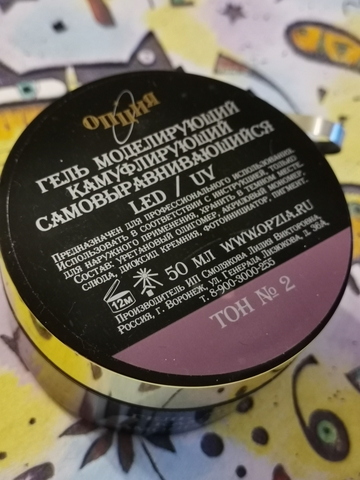 опция
ГЕЛЬ МОДЕЛИРУЮЩИЙ
КАМУФЛИРУЮЩИЙ
САМОВЫРАВНИВАЮЩИЙСЯ
LED / UV
ПРЕДНАЗНАЧЕН ДЛЯ ПРОФЕССИОНАЛЬНОГО ИСПОЛЬЗОВАНИЯ.
ИСПОЛЬЗОВАТЬ В СООТВЕТСТВИИ С ИНСТРУКЦИЕЙ, ТОЛЬКО
ДЛЯ НАРУЖНОГО ПРИМЕНЕНИЯ, ХРАНИТЬ В ТЕМНОМ МЕСТЕ.
СОСТАВ: УРЕТАНОВЫЙ ОЛИГОМЕР, АКРИЛОВЫЙ МОНОМЕР,
СЛЮДА, ДИОКСИД КРЕМНИЯ, ФОТОИНИЦИАТОР, ПИГМЕНТ.
12М 50 МЛ WWW.OPZIA.RU
ПРОИЗВОДИТЕЛЬ ИП СМОЛЯКОВА ЛИДИЯ ВИКТОРОВНА,
РОССИЯ, Г. ВОРОНЕЖ, УЛ. ГЕНЕРАЛА ЛИЗЮКОВА, Д. 36А,
Т. 8-900-3000-255
ТОН № 2